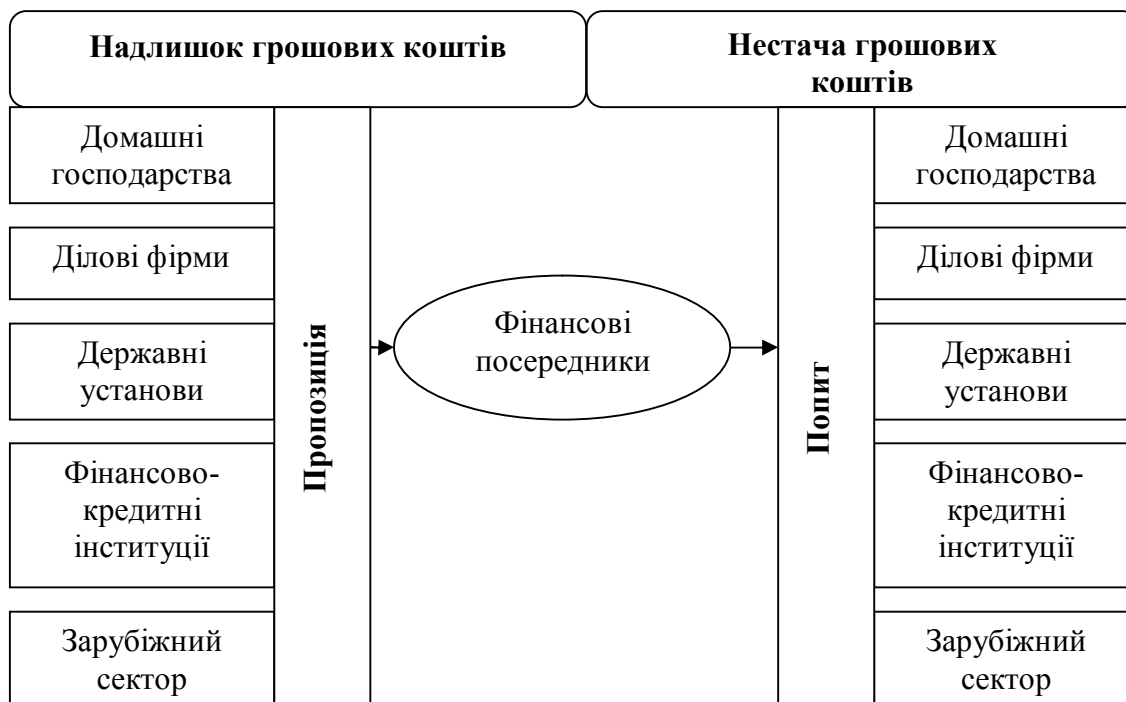 Надлишок грошових коштів
Нестача грошових
коштів
Домашні
господарства
Ділові фірми
Державні
установи
Фінансово-
кредитні
інституції
Зарубіжний
сектор
Пропозиція
Фінансові
посередники
Попит
Домашні
господарства
Ділові фірми
Державні
установи
Фінансово-
кредитні
інституції
Зарубіжний
сектор